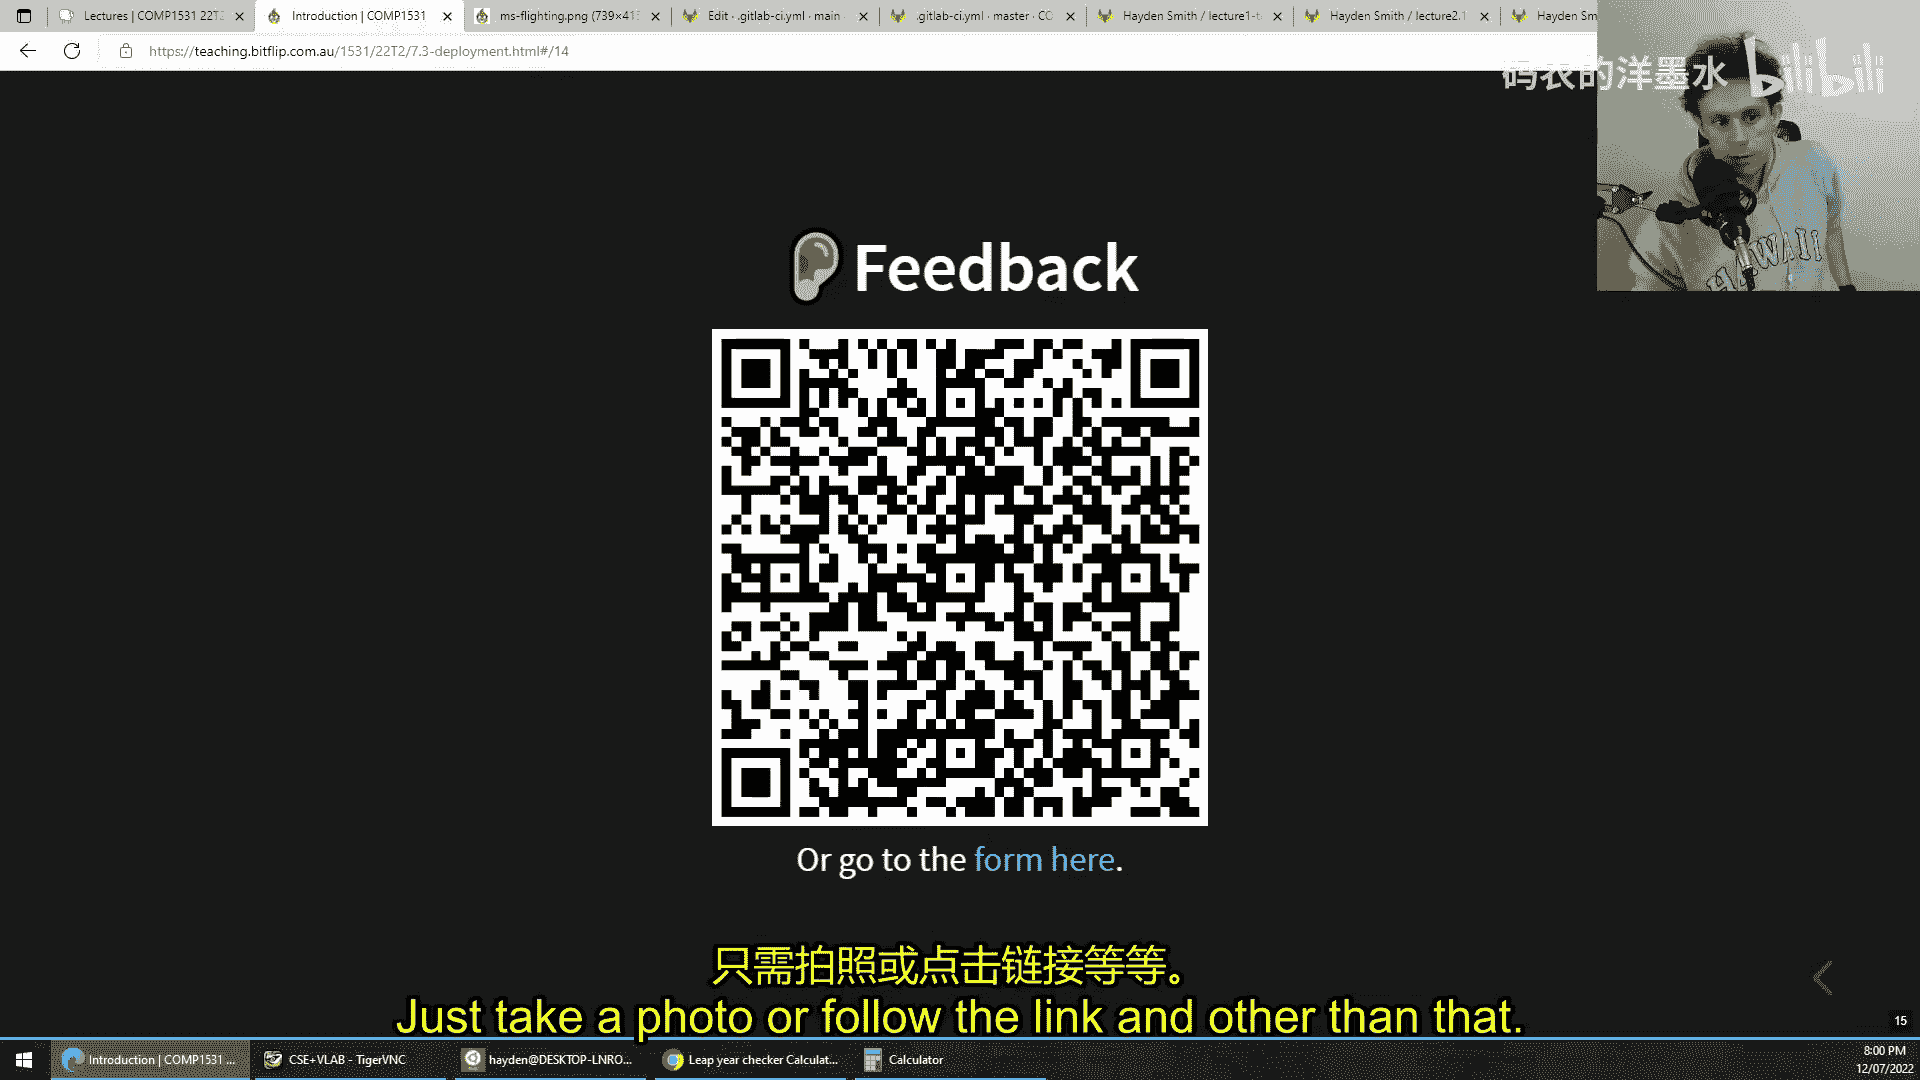 Lectures | COMP1531 22T2
Introduction | COMP1531
ms-flighting.png (739×415
Edit · .gitlab-ci.yml · main
.gitlab-ci.yml · master · CO
Hayden Smith / lecture1-t
Hayden Smith / lecture2.1
Hayden Sm
https://teaching.bitflip.com.au/1531/22T2/7.3-deployment.html#/14
码农的洋墨水 bilibili
HAWAII
Feedback
Or go to the form here.
只需拍照或点击链接等等。
Just take a photo or follow the link and other than that.
15
Introduction | COMP1531 ...
CSE+VLAB - TigerVNC
hayden@DESKTOP-LNRO...
Leap year checker Calculat...
Calculator
8:00 PM
12/07/2022